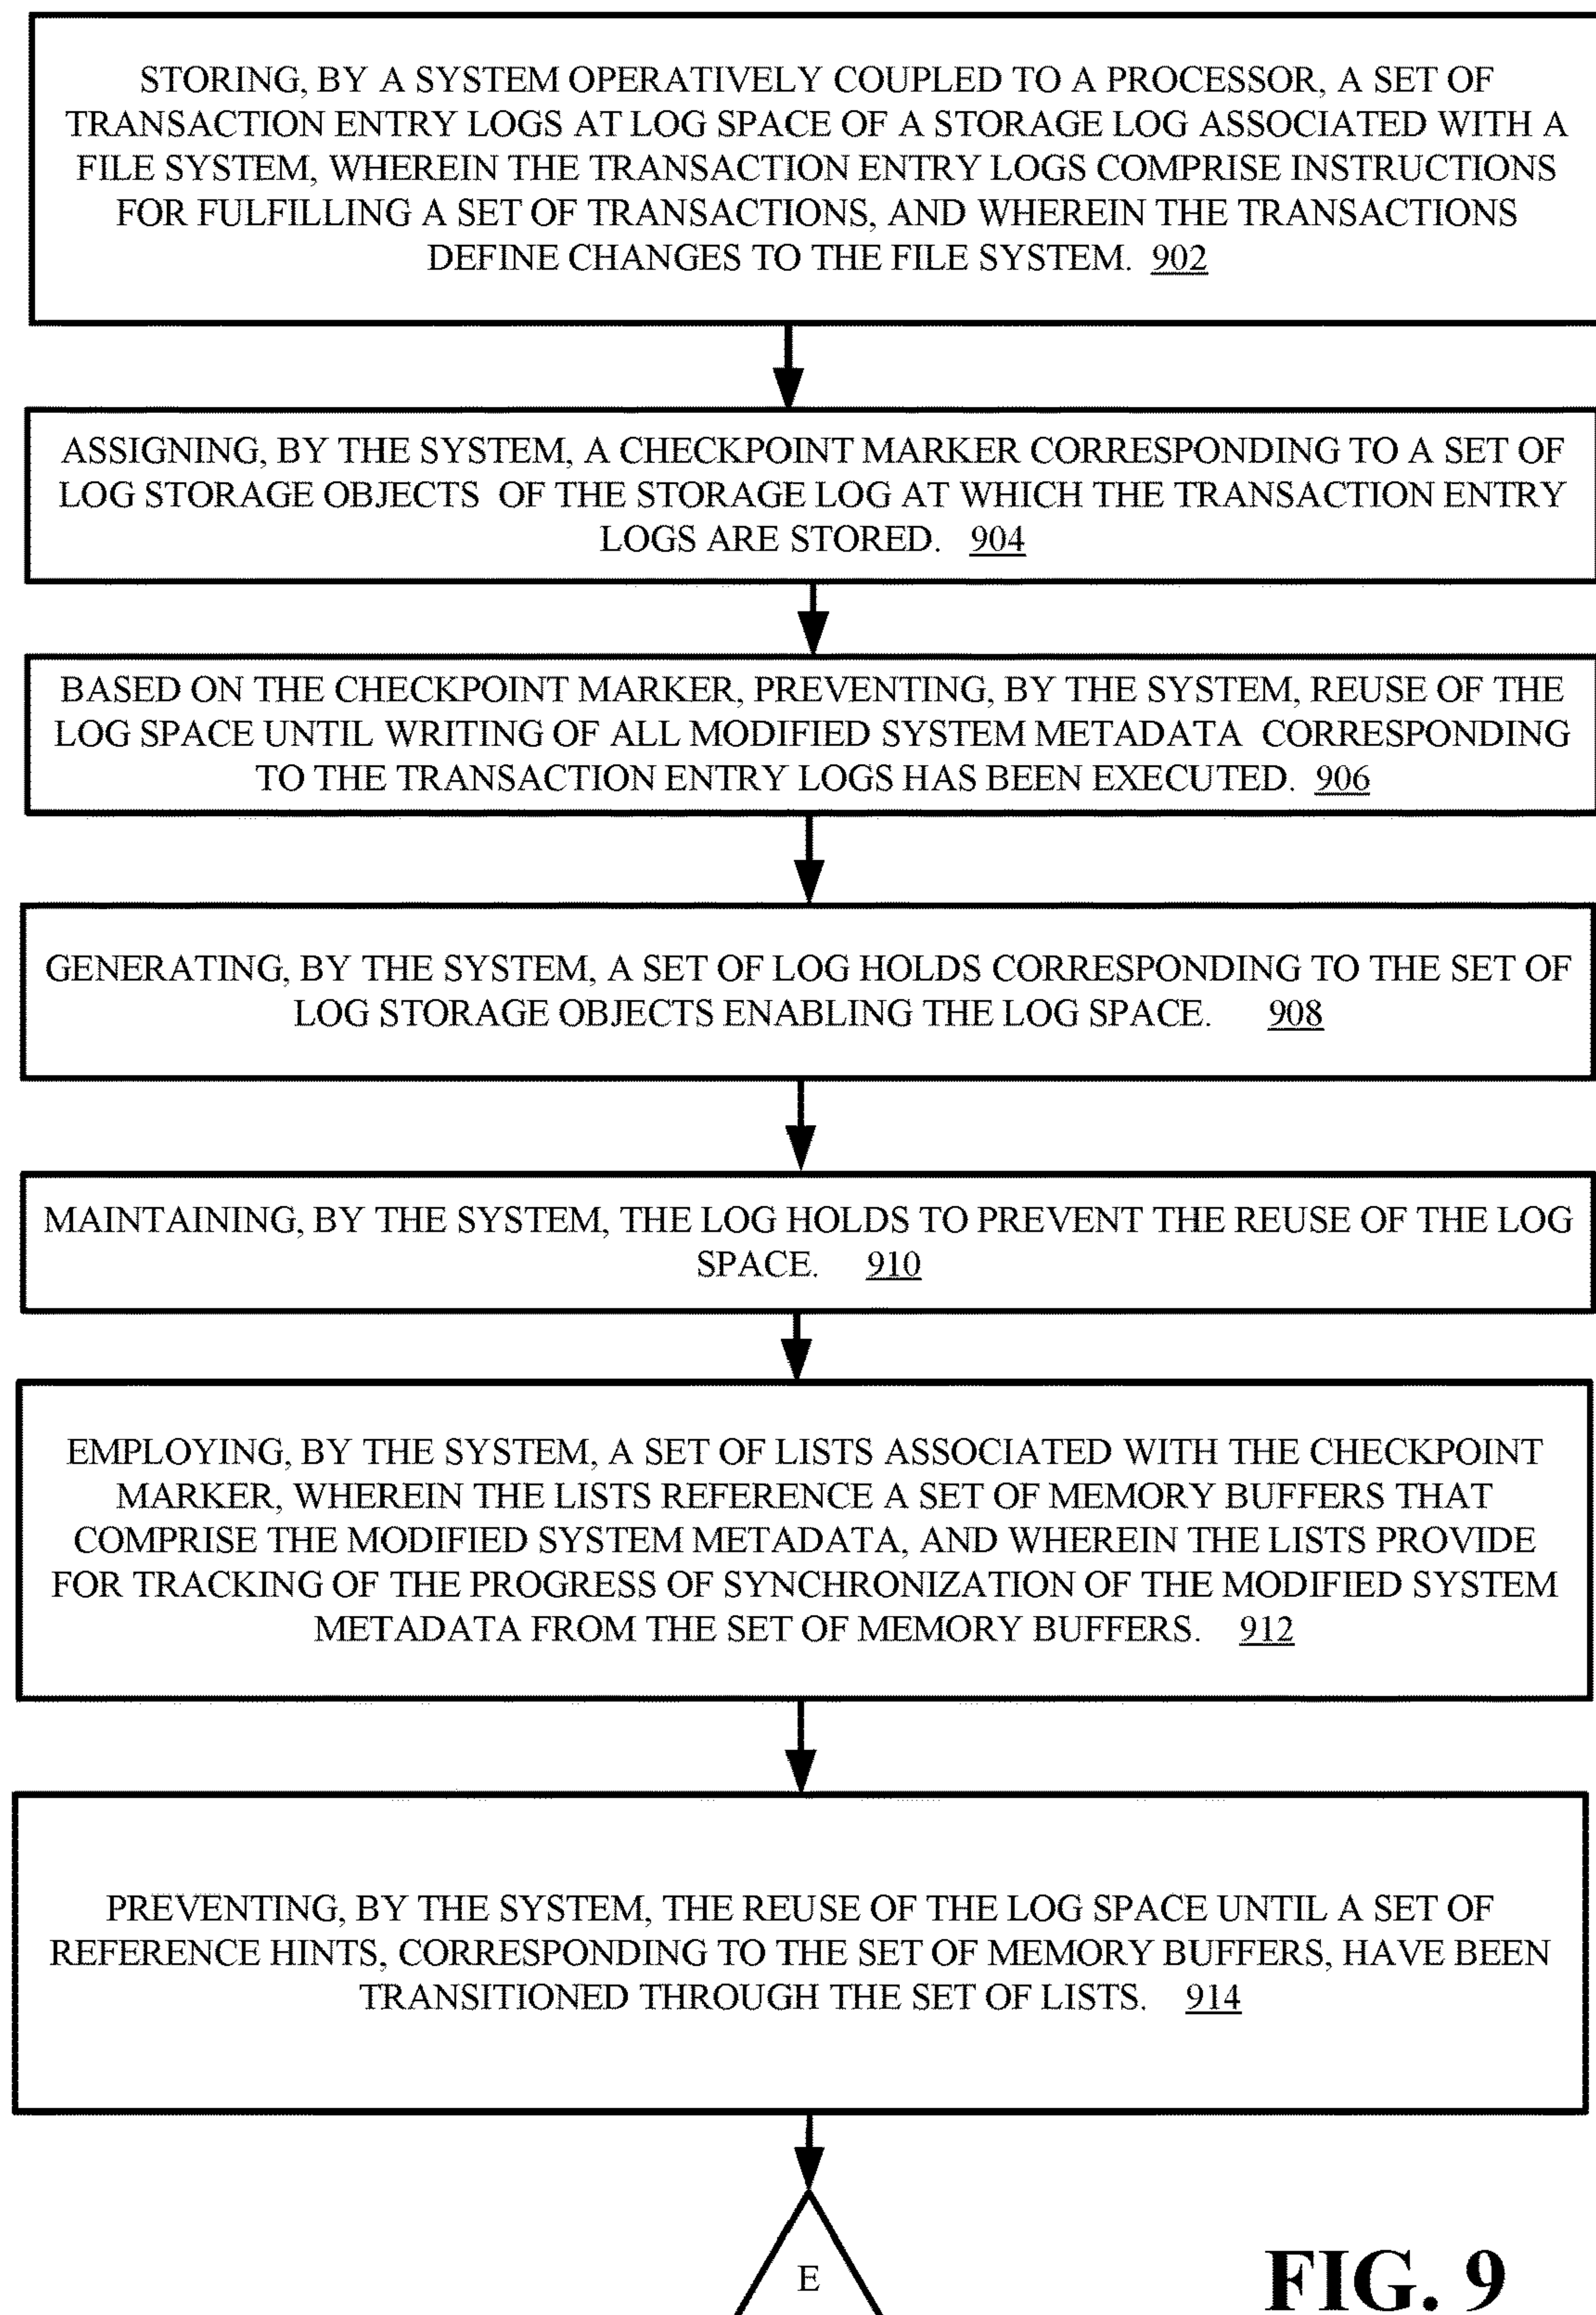 STORING, BY A SYSTEM OPERATIVELY COUPLED TO A PROCESSOR, A SET OF
TRANSACTION ENTRY LOGS AT LOG SPACE OF A STORAGE LOG ASSOCIATED WITH A
FILE SYSTEM, WHEREIN THE TRANSACTION ENTRY LOGS COMPRISE INSTRUCTIONS
FOR FULFILLING A SET OF TRANSACTIONS, AND WHEREIN THE TRANSACTIONS
DEFINE CHANGES TO THE FILE SYSTEM. 902
ASSIGNING, BY THE SYSTEM, A CHECKPOINT MARKER CORRESPONDING TO A SET OF
LOG STORAGE OBJECTS OF THE STORAGE LOG AT WHICH THE TRANSACTION ENTRY
LOGS ARE STORED. 904
BASED ON THE CHECKPOINT MARKER, PREVENTING, BY THE SYSTEM, REUSE OF THE
LOG SPACE UNTIL WRITING OF ALL MODIFIED SYSTEM METADATA CORRESPONDING
TO THE TRANSACTION ENTRY LOGS HAS BEEN EXECUTED. 906
GENERATING, BY THE SYSTEM, A SET OF LOG HOLDS CORRESPONDING TO THE SET OF
LOG STORAGE OBJECTS ENABLING THE LOG SPACE. 908
MAINTAINING, BY THE SYSTEM, THE LOG HOLDS TO PREVENT THE REUSE OF THE LOG
SPACE. 910
EMPLOYING, BY THE SYSTEM, A SET OF LISTS ASSOCIATED WITH THE CHECKPOINT
MARKER, WHEREIN THE LISTS REFERENCE A SET OF MEMORY BUFFERS THAT
COMPRISE THE MODIFIED SYSTEM METADATA, AND WHEREIN THE LISTS PROVIDE
FOR TRACKING OF THE PROGRESS OF SYNCHRONIZATION OF THE MODIFIED SYSTEM
METADATA FROM THE SET OF MEMORY BUFFERS. 912
PREVENTING, BY THE SYSTEM, THE REUSE OF THE LOG SPACE UNTIL A SET OF
REFERENCE HINTS, CORRESPONDING TO THE SET OF MEMORY BUFFERS, HAVE BEEN
TRANSITIONED THROUGH THE SET OF LISTS. 914
E
FIG. 9